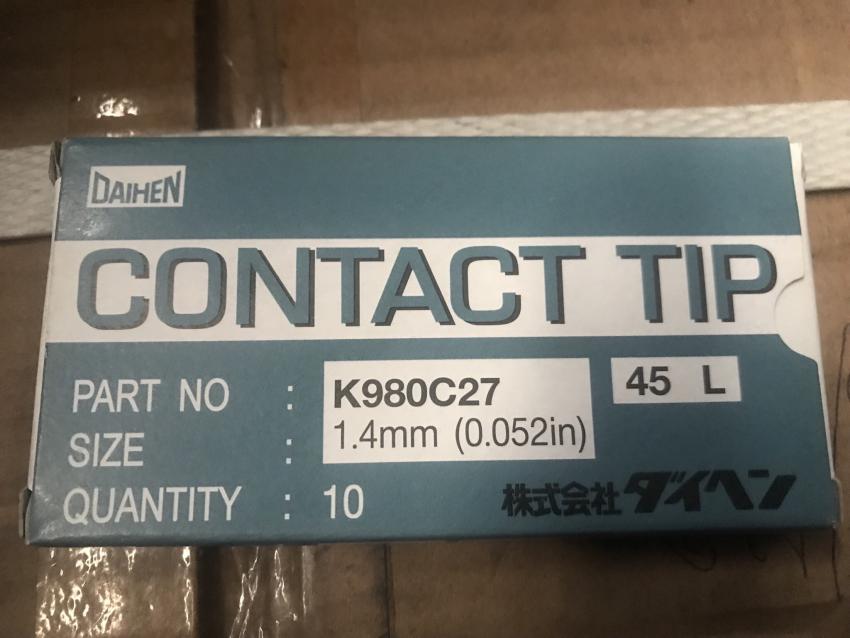 DAIHEN
CONTACT TIP
PART NO : K980C27 45 L
SIZE : 1.4mm (0.052in)
QUANTITY : 10
株式会社ダイヘン